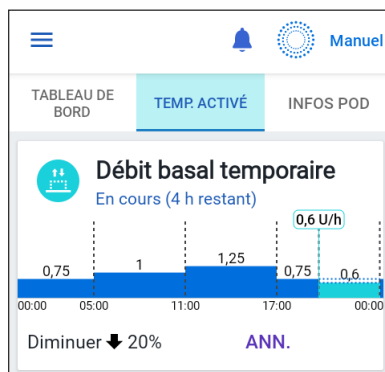 Manuel
TABLEAU DE
BORD
TEMP. ACTIVÉ
INFOS POD
Débit basal temporaire
En cours (4 h restant)
0,6 U/h
0,75 1 1,25 0,75 0,6
00:00 05:00 11:00 17:00 00:00
Diminuer 20% ANN.